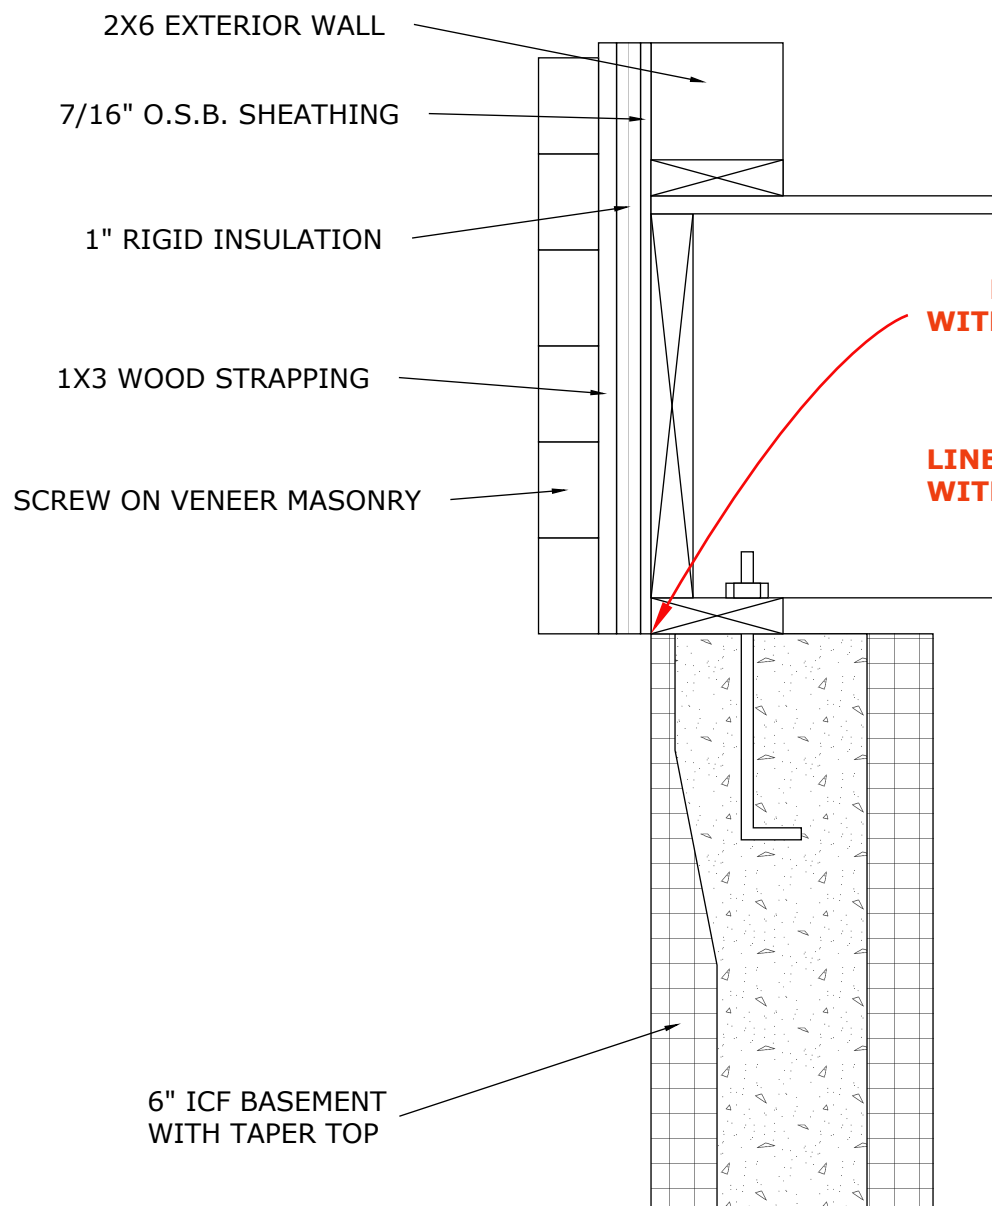 2X6 EXTERIOR WALL
7/16" O.S.B. SHEATHING
1" RIGID INSULATION
1X3 WOOD STRAPPING
SCREW ON VENEER MASONRY
6" ICF BASEMENT
WITH TAPER TOP